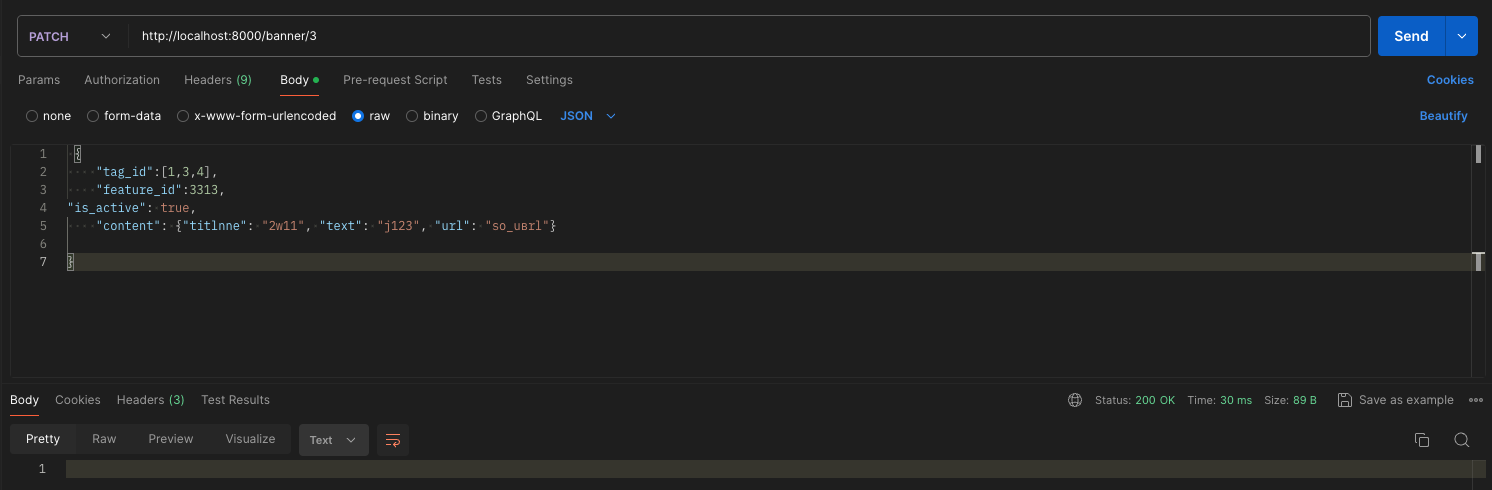 PATCH http://localhost:8000/banner/3 Send
Params Authorization Headers (9) Body Pre-request Script Tests Settings Cookies
none form-data x-www-form-urlencoded raw binary GraphQL JSON Beautify
1 {
2 "tag_id":[1,3,4],
3 "feature_id":3313,
4 "is_active": true,
5 "content": {"titlnne": "2w11", "text": "j123", "url": "so_uвrl"}
6
7 }
Body Cookies Headers (3) Test Results Status: 200 OK Time: 30 ms Size: 89 B Save as example
Pretty Raw Preview Visualize Text
1